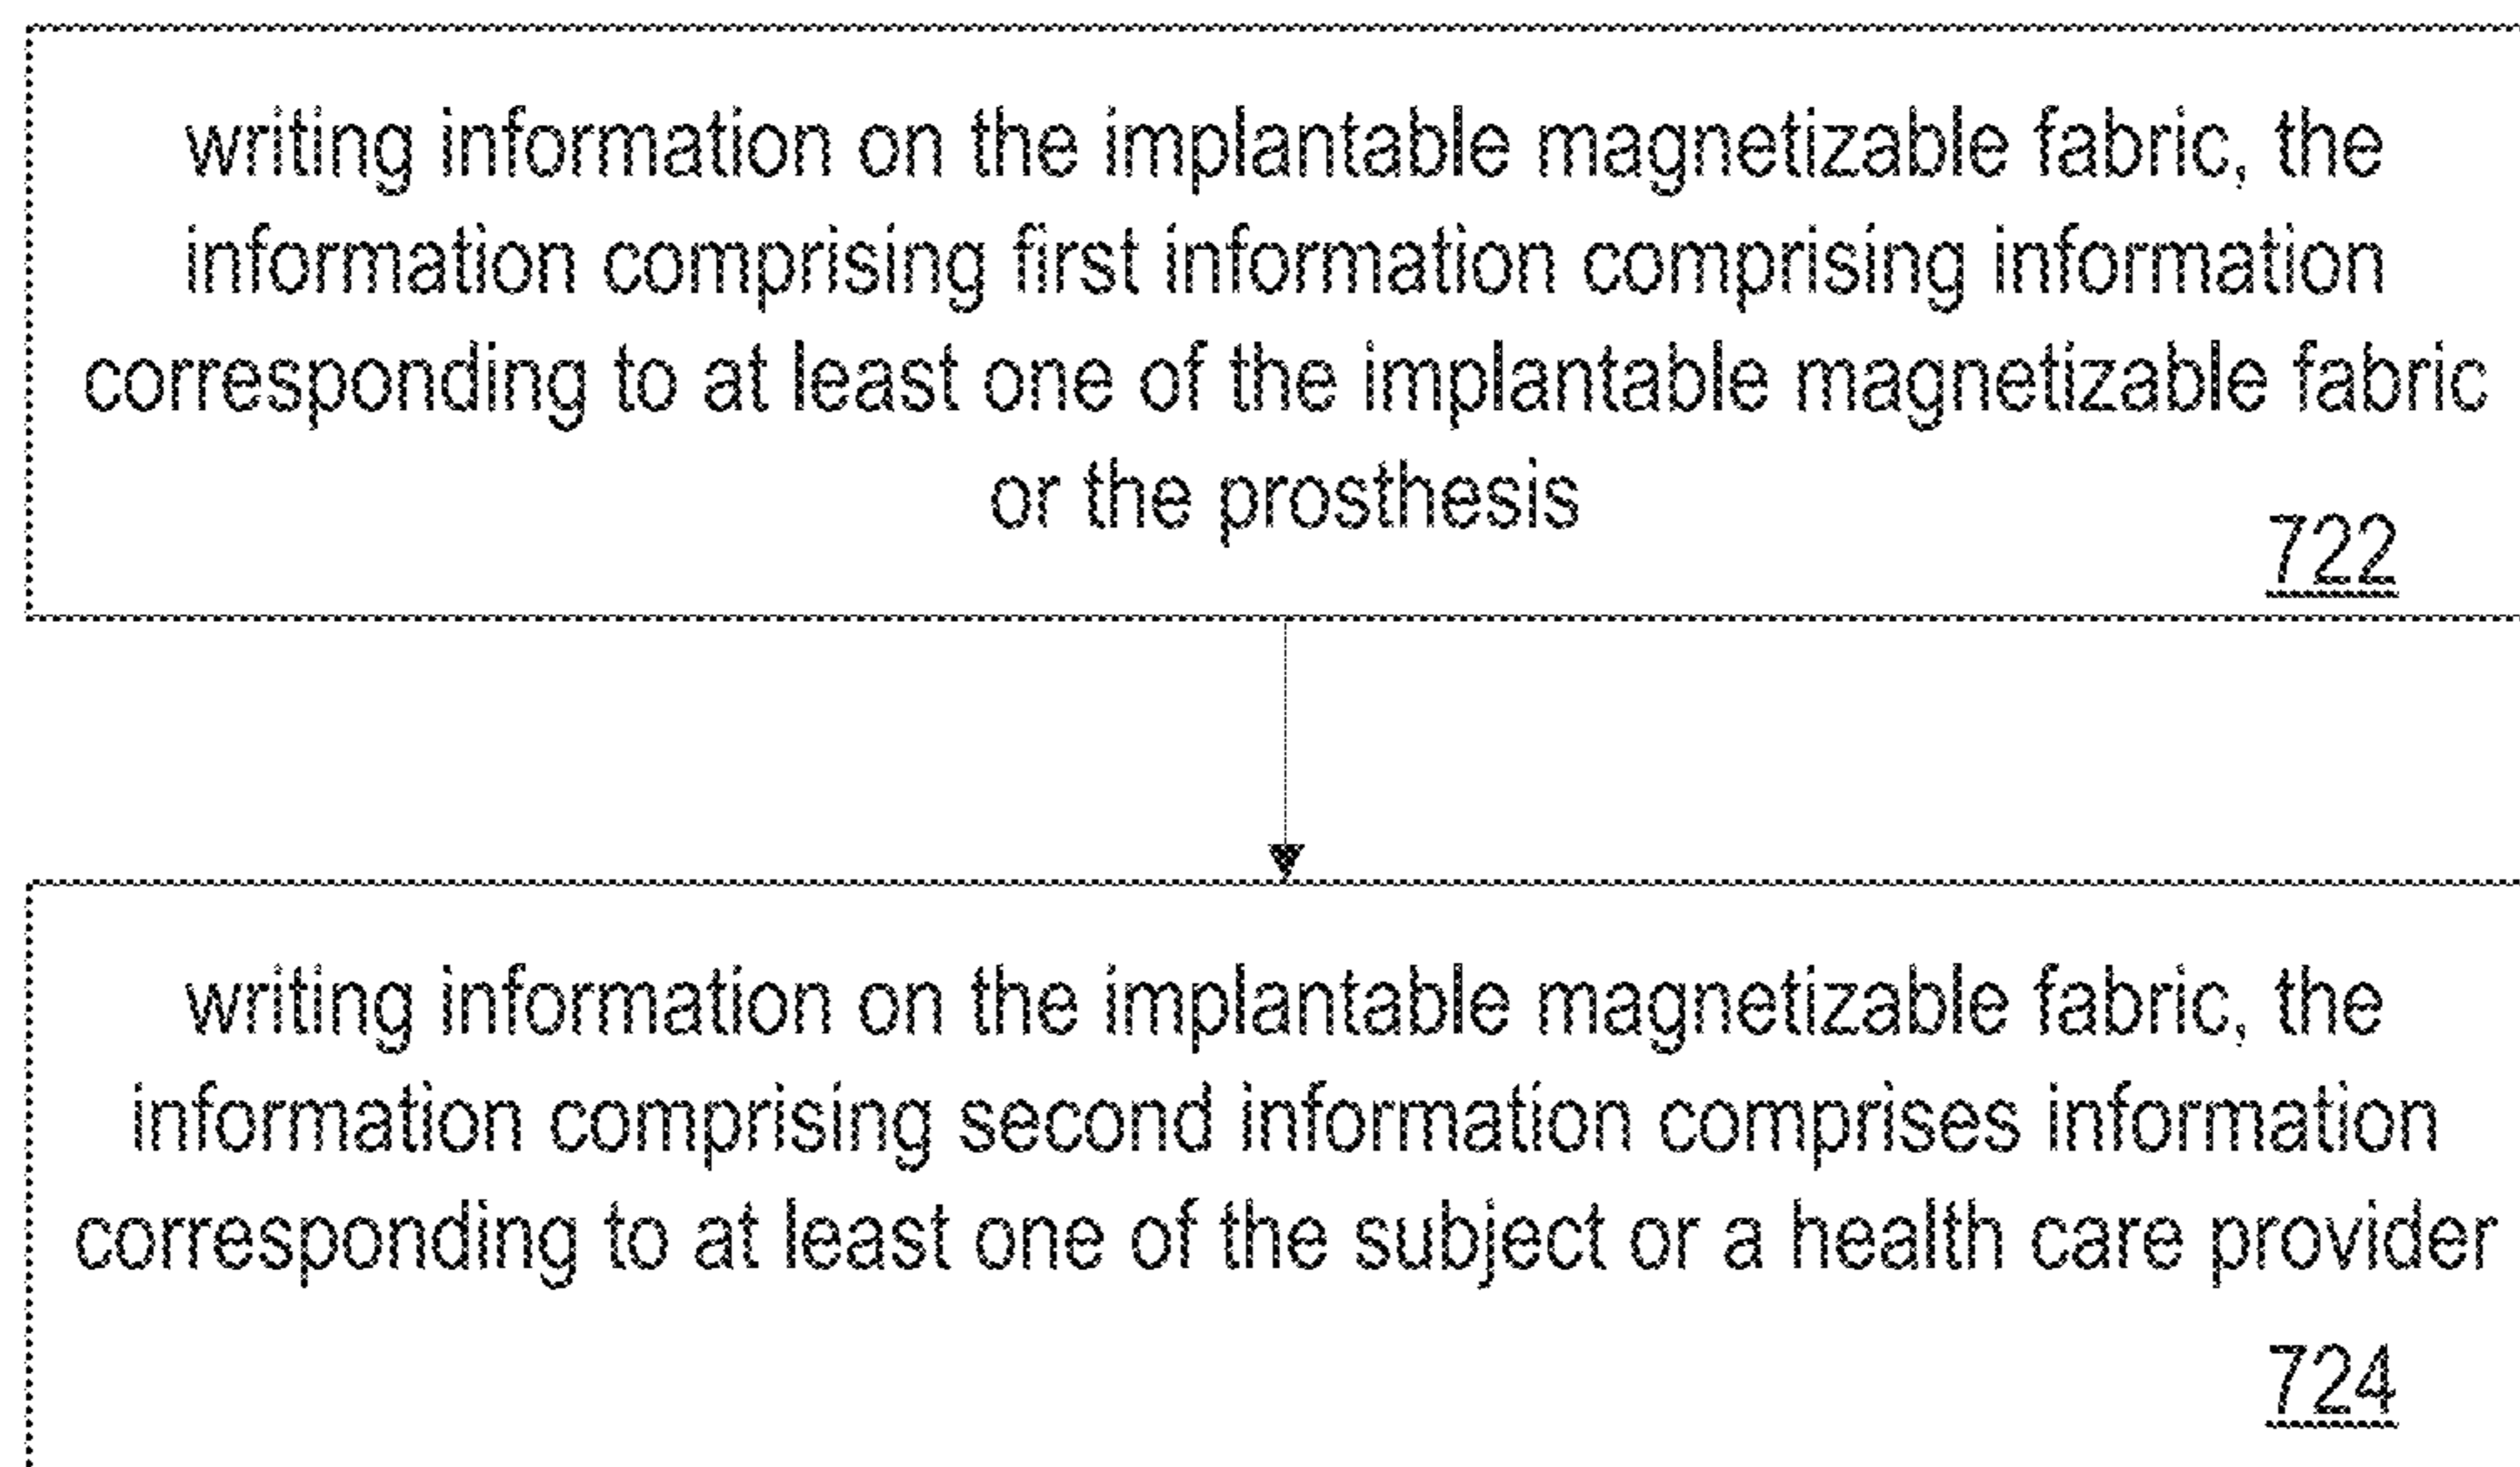 writing information on the implantable magnetizable fabric, the
information comprising first information comprising information
corresponding to at least one of the implantable magnetizable fabric
or the prosthesis
722
writing information on the implantable magnetizable fabric, the
information comprising second information comprises information
corresponding to at least one of the subject or a health care provider
724